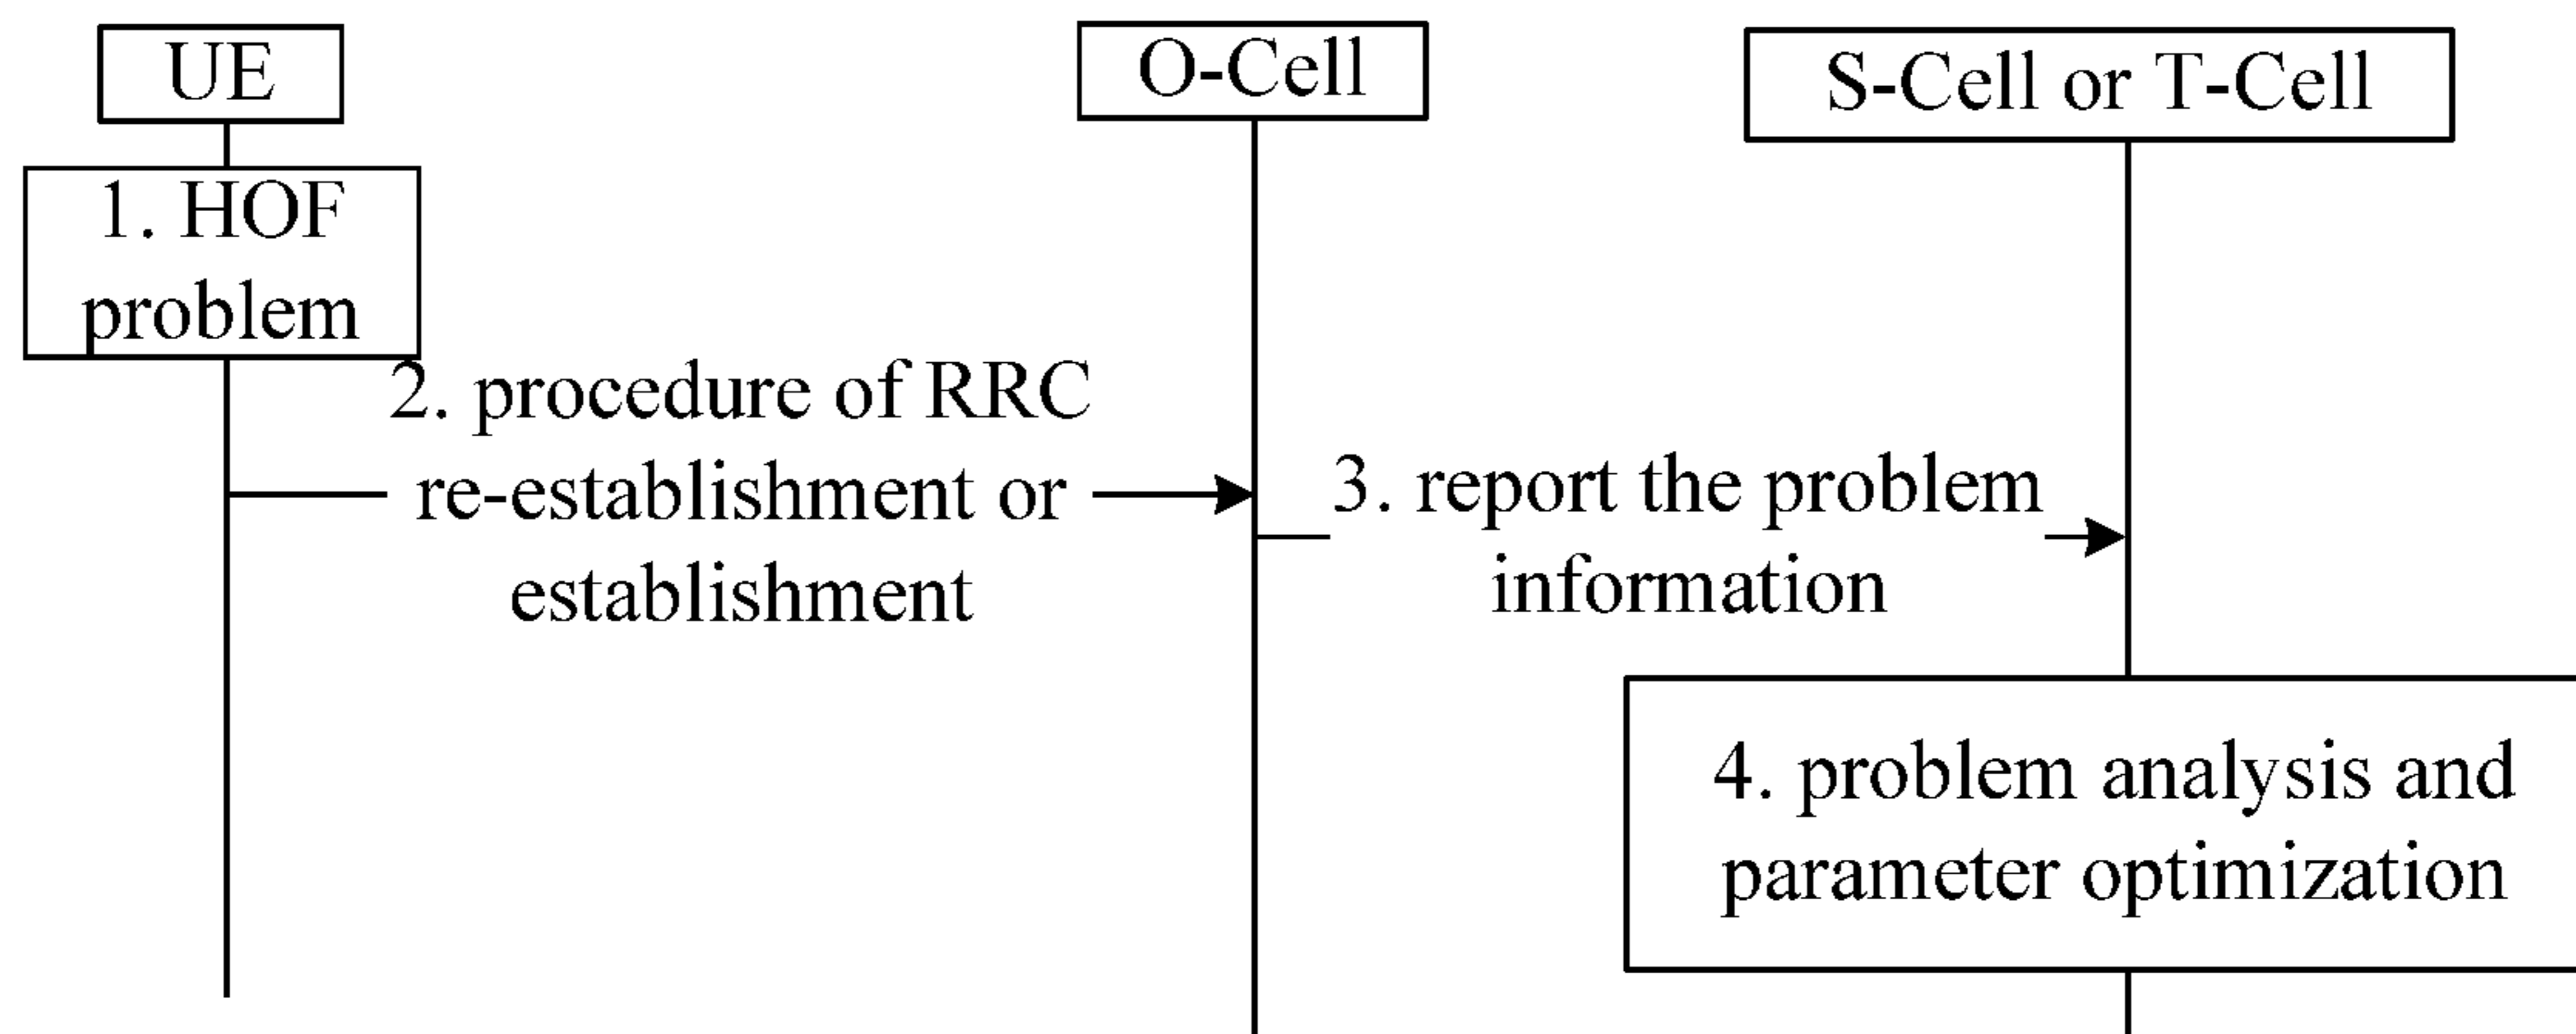 UE
O-Cell
S-Cell or T-Cell
1. HOF
problem
2. procedure of RRC
re-establishment or
establishment
3. report the problem
information
4. problem analysis and
parameter optimization